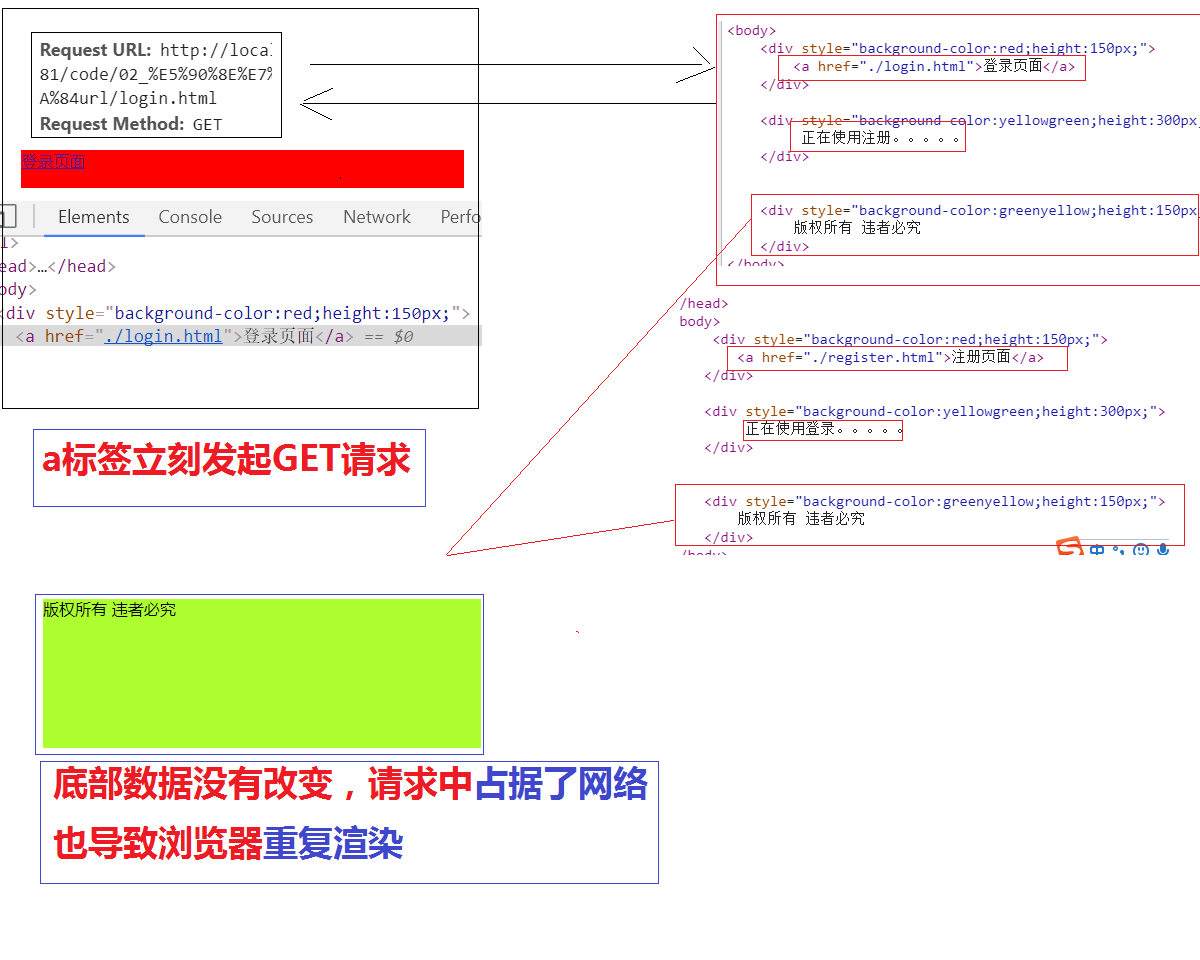 Request URL: http://loca
81/code/02_%E5%90%8E%E7%
A%84url/login.html
Request Method: GET
登录页面
Elements Console Sources Network Perfo
l>
ead>…</head>
ody>
div style="background-color:red;height:150px;">
<a href="./login.html">登录页面</a> == $0
a标签立刻发起GET请求
<body>
<div style="background-color:red;height:150px;">
<a href="./login.html">登录页面</a>
</div>
<div style="background-color:yellowgreen;height:300px;
正在使用注册。。。。。
</div>
<div style="background-color:greenyellow;height:150px
版权所有 违者必究
</div>
</body>
/head>
body>
<div style="background-color:red;height:150px;">
<a href="./register.html">注册页面</a>
</div>
<div style="background-color:yellowgreen;height:300px;">
正在使用登录。。。。。
</div>
<div style="background-color:greenyellow;height:150px;">
版权所有 违者必究
</div>
/body>
中
版权所有 违者必究
底部数据没有改变，请求中占据了网络
也导致浏览器重复渲染